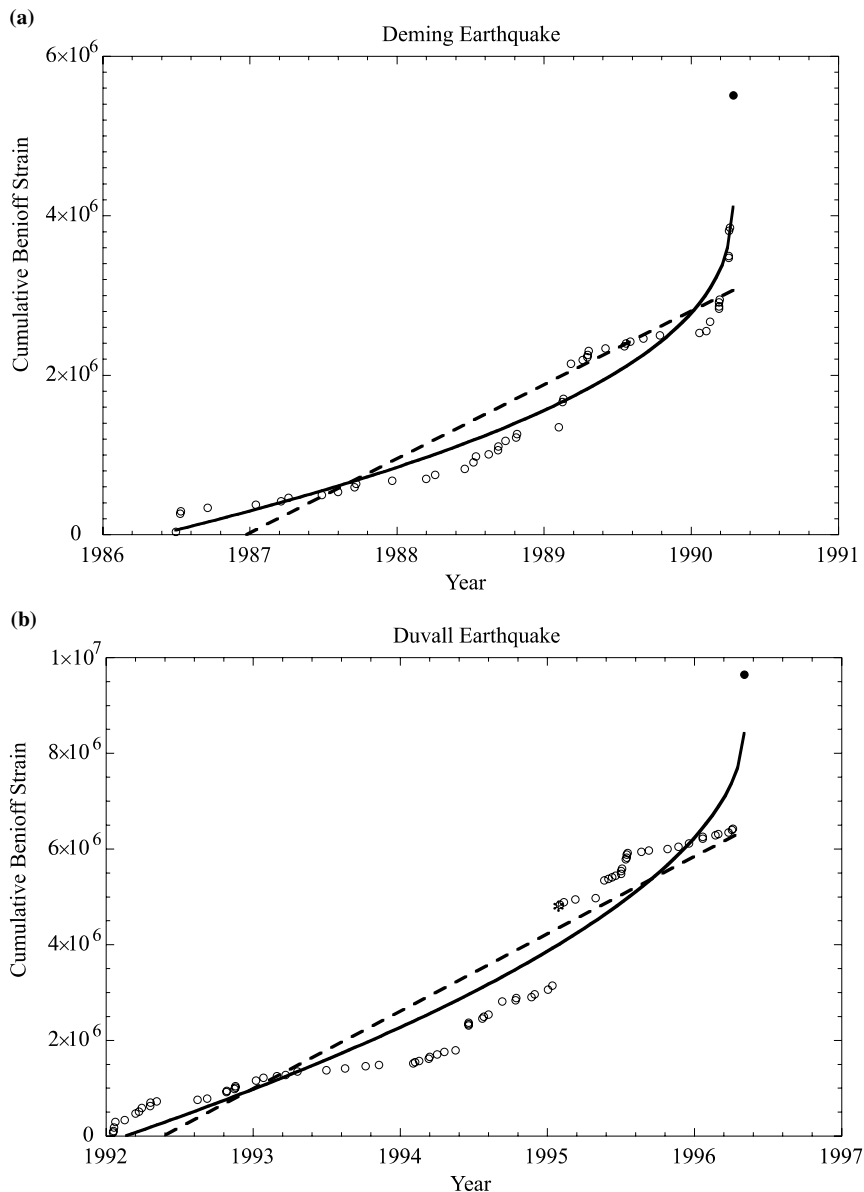 (a)
Deming Earthquake
6×10⁶
4×10⁶
2×10⁶
0
Cumulative Benioff Strain
1986 1987 1988 1989 1990 1991
Year
(b)
Duvall Earthquake
1×10⁷
8×10⁶
6×10⁶
4×10⁶
2×10⁶
0
Cumulative Benioff Strain
1992 1993 1994 1995 1996 1997
Year